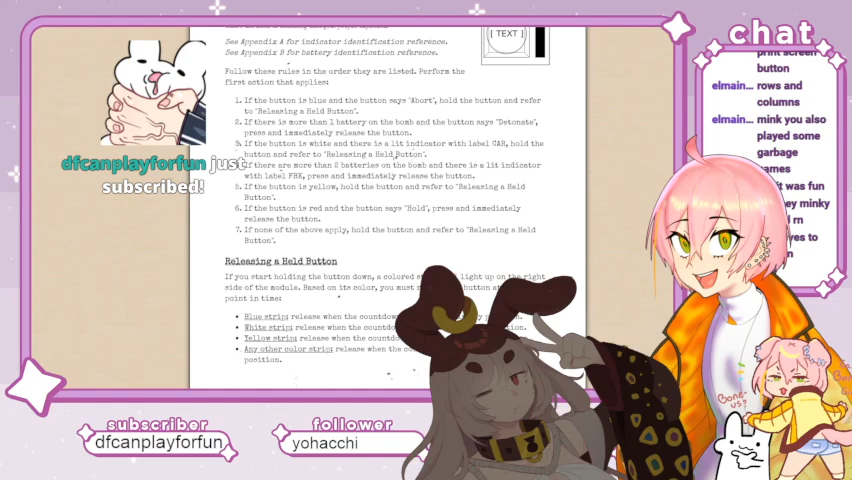 [ TEXT ]
See Appendix A for indicator identification reference.
See Appendix B for battery identification reference.
Follow these rules in the order they are listed. Perform the
first action that applies:
1. If the button is blue and the button says "Abort", hold the button and refer
to "Releasing a Held Button".
2. If there is more than 1 battery on the bomb and the button says "Detonate",
press and immediately release the button.
3. If the button is white and there is a lit indicator with label CAR, hold the
button and refer to "Releasing a Held Button".
If there are more than 2 batteries on the bomb and there is a lit indicator
with label FRK, press and immediately release the button.
5. If the button is yellow, hold the button and refer to "Releasing a Held
Button".
6. If the button is red and the button says "Hold", press and immediately
release the button.
7. If none of the above apply, hold the button and refer to "Releasing a Held
Button".
Releasing a Held Button
If you start holding the button down, a colored light up on the right
side of the module. Based on its color, you must button at
point in time:
• Blue strip: release when the countdown position.
• White strip: release when the
• Yellow strip: release when the
• Any other color strip: release when the
position.
dfcanplayforfun just
subscribed!
chat
print screen
button
elmain... rows and
columns
elmain... mink you also
played some
garbage
it was fun
minky
rn
to
BONE-
US?
subscriber
dfcanplayforfun
follower
yohacchi